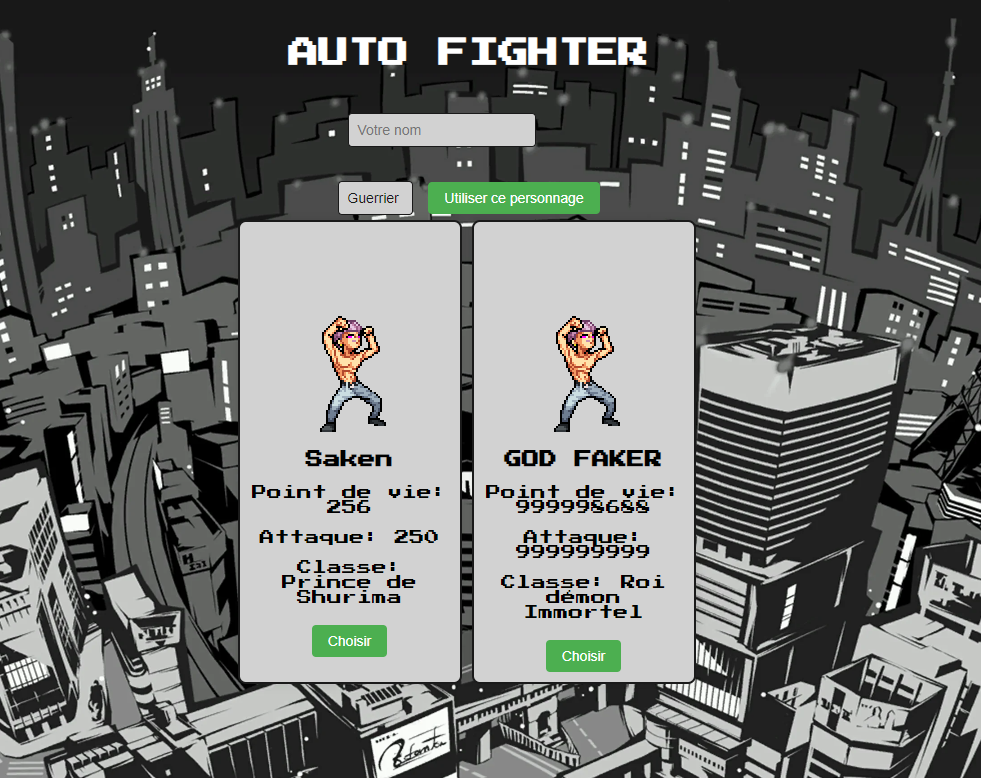 AUTO FIGHTER
Votre nom
Guerrier
Utiliser ce personnage
Saken
Point de vie:
256
Attaque: 250
Classe:
Prince de
Shurima
Choisir
GOD FAKER
Point de vie:
999998688
Attaque:
999999999
Classe: Roi
démon
Immortel
Choisir